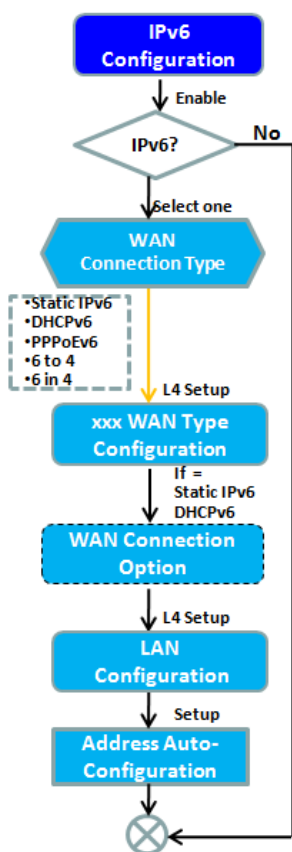 IPv6
Configuration
Enable
IPv6?
No
Select one
WAN
Connection Type
•Static IPv6
•DHCPv6
•PPPoEv6
•6 to 4
•6 in 4
L4 Setup
xxx WAN Type
Configuration
If =
Static IPv6
DHCPv6
WAN Connection
Option
L4 Setup
LAN
Configuration
Setup
Address Auto-
Configuration